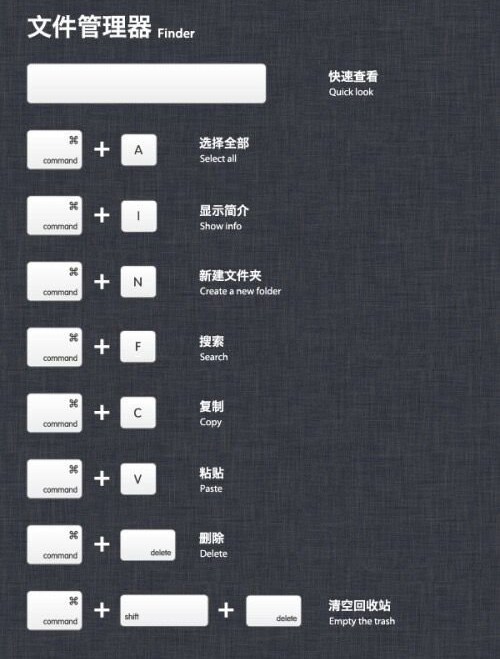 文件管理器 Finder
快速查看
Quick look
⌘
command + A
选择全部
Select all
⌘
command + I
显示简介
Show info
⌘
command + N
新建文件夹
Create a new folder
⌘
command + F
搜索
Search
⌘
command + C
复制
Copy
⌘
command + V
粘贴
Paste
⌘
command + delete
删除
Delete
⌘
command + shift + delete
清空回收站
Empty the trash